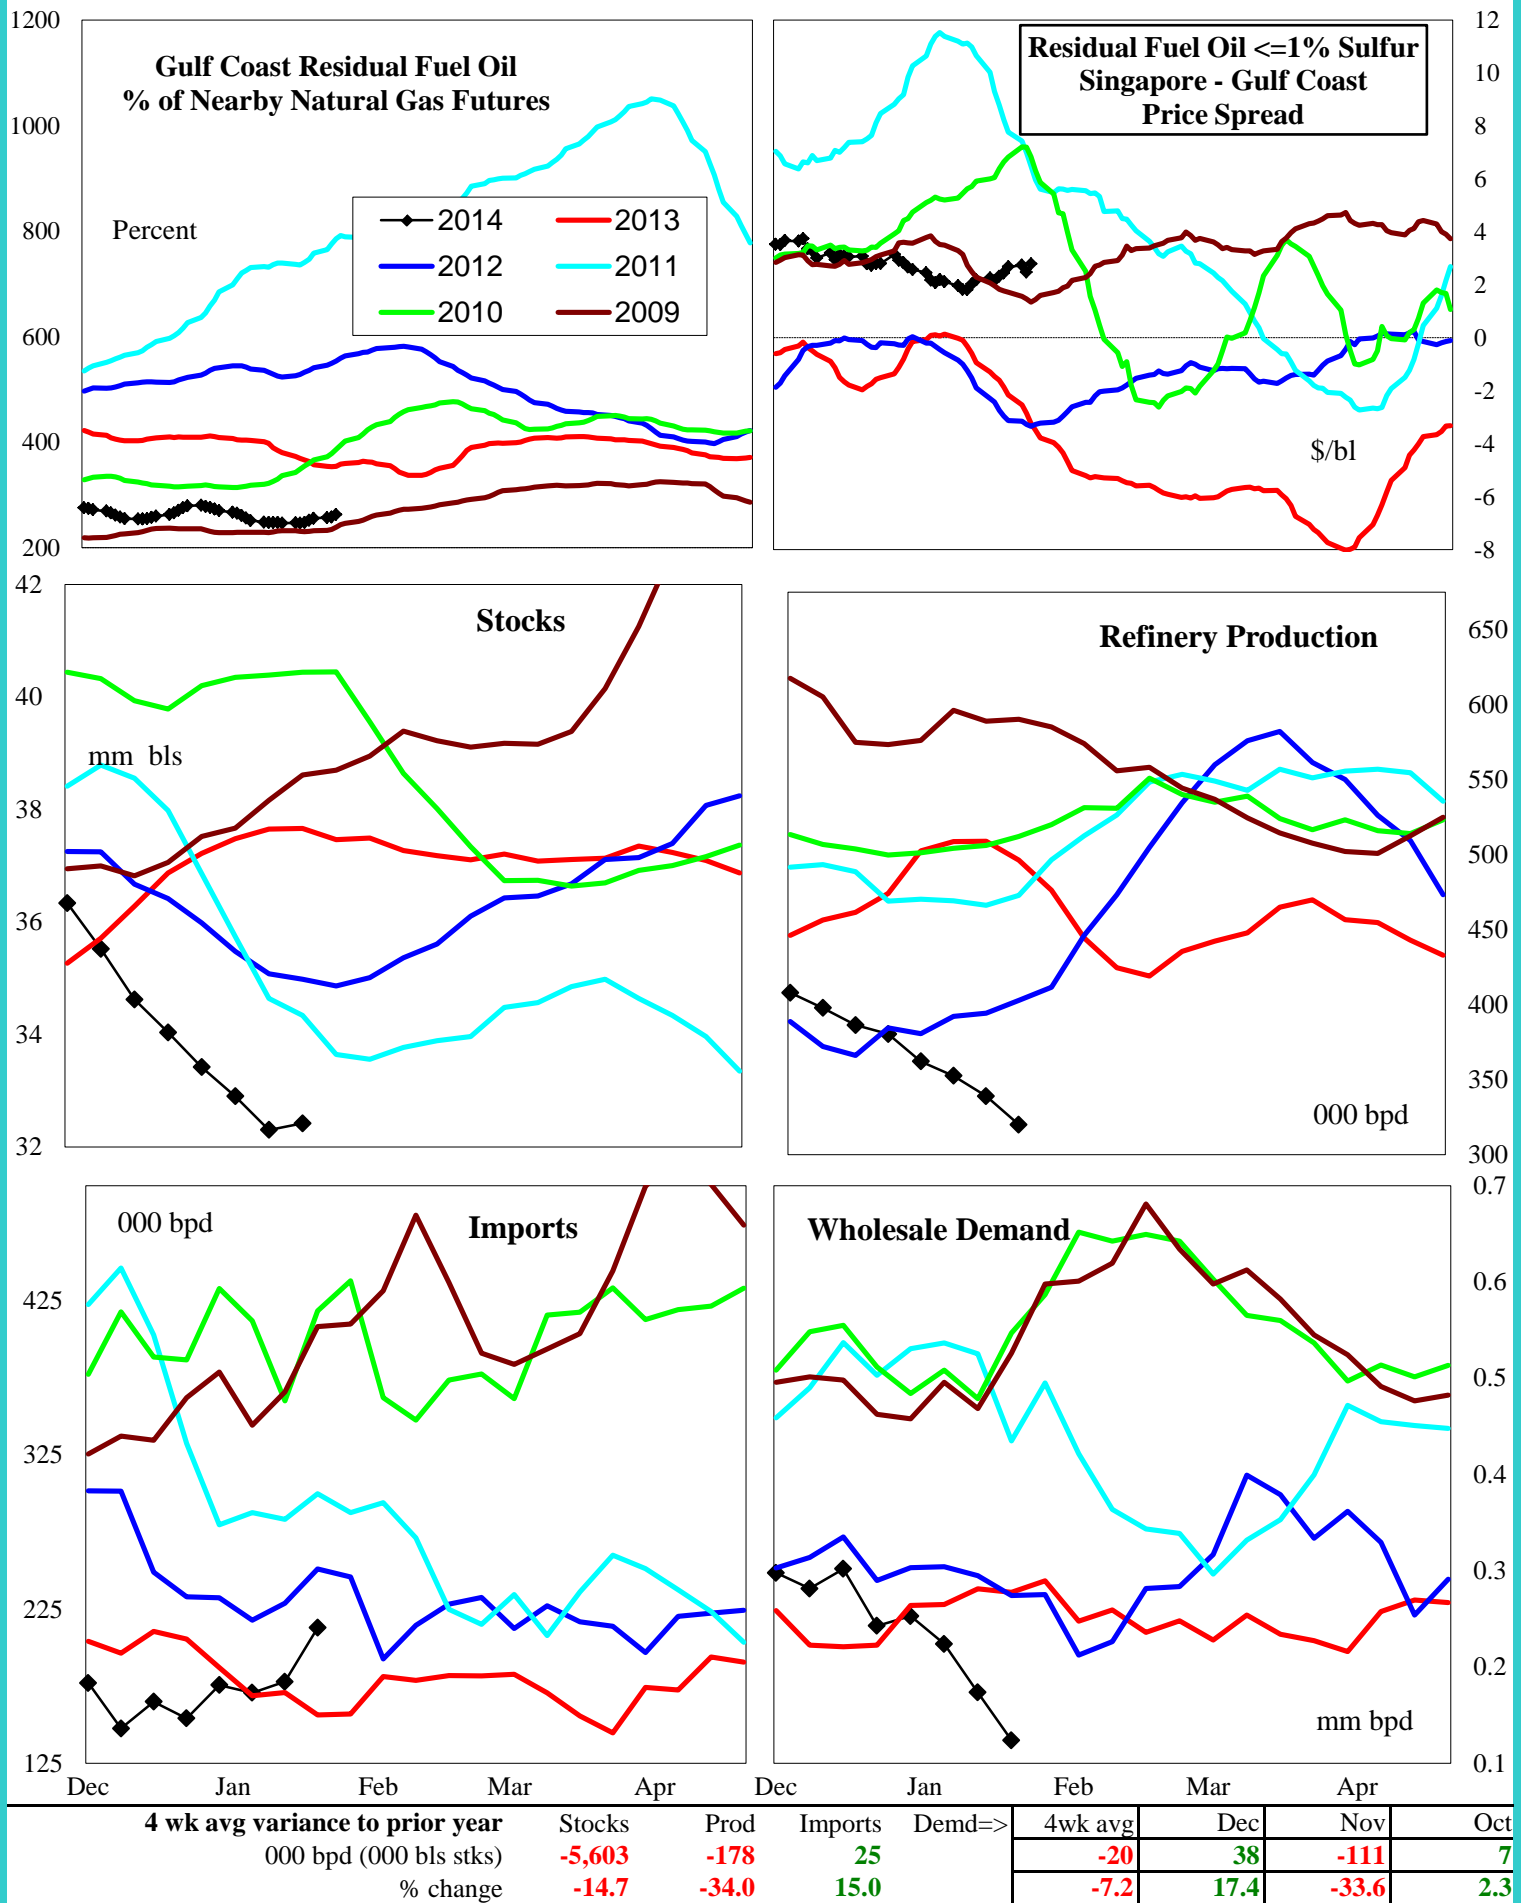 1200
1000
800
600
400
200
Gulf Coast Residual Fuel Oil
% of Nearby Natural Gas Futures
Percent
2014
2013
2012
2011
2010
2009
Residual Fuel Oil <=1% Sulfur
Singapore - Gulf Coast
Price Spread
12
10
8
6
4
2
0
-2
-4
-6
-8
$/bl
42
40
38
36
34
32
Stocks
mm bls
Refinery Production
650
600
550
500
450
400
350
300
000 bpd
000 bpd
Imports
425
325
225
125
Dec Jan Feb Mar Apr
Wholesale Demand
0.7
0.6
0.5
0.4
0.3
0.2
0.1
mm bpd
Dec Jan Feb Mar Apr
4 wk avg variance to prior year Stocks Prod Imports Demd=> 4wk avg Dec Nov Oct
000 bpd (000 bls stks) -5,603 -178 25 -20 38 -111 7
% change -14.7 -34.0 15.0 -7.2 17.4 -33.6 2.3